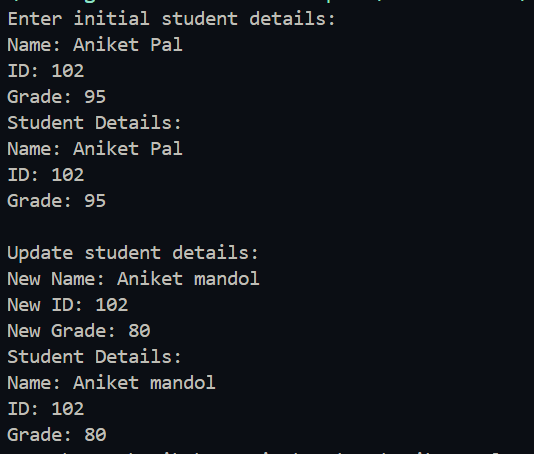 Enter initial student details:
Name: Aniket Pal
ID: 102
Grade: 95
Student Details:
Name: Aniket Pal
ID: 102
Grade: 95
Update student details:
New Name: Aniket mandol
New ID: 102
New Grade: 80
Student Details:
Name: Aniket mandol
ID: 102
Grade: 80